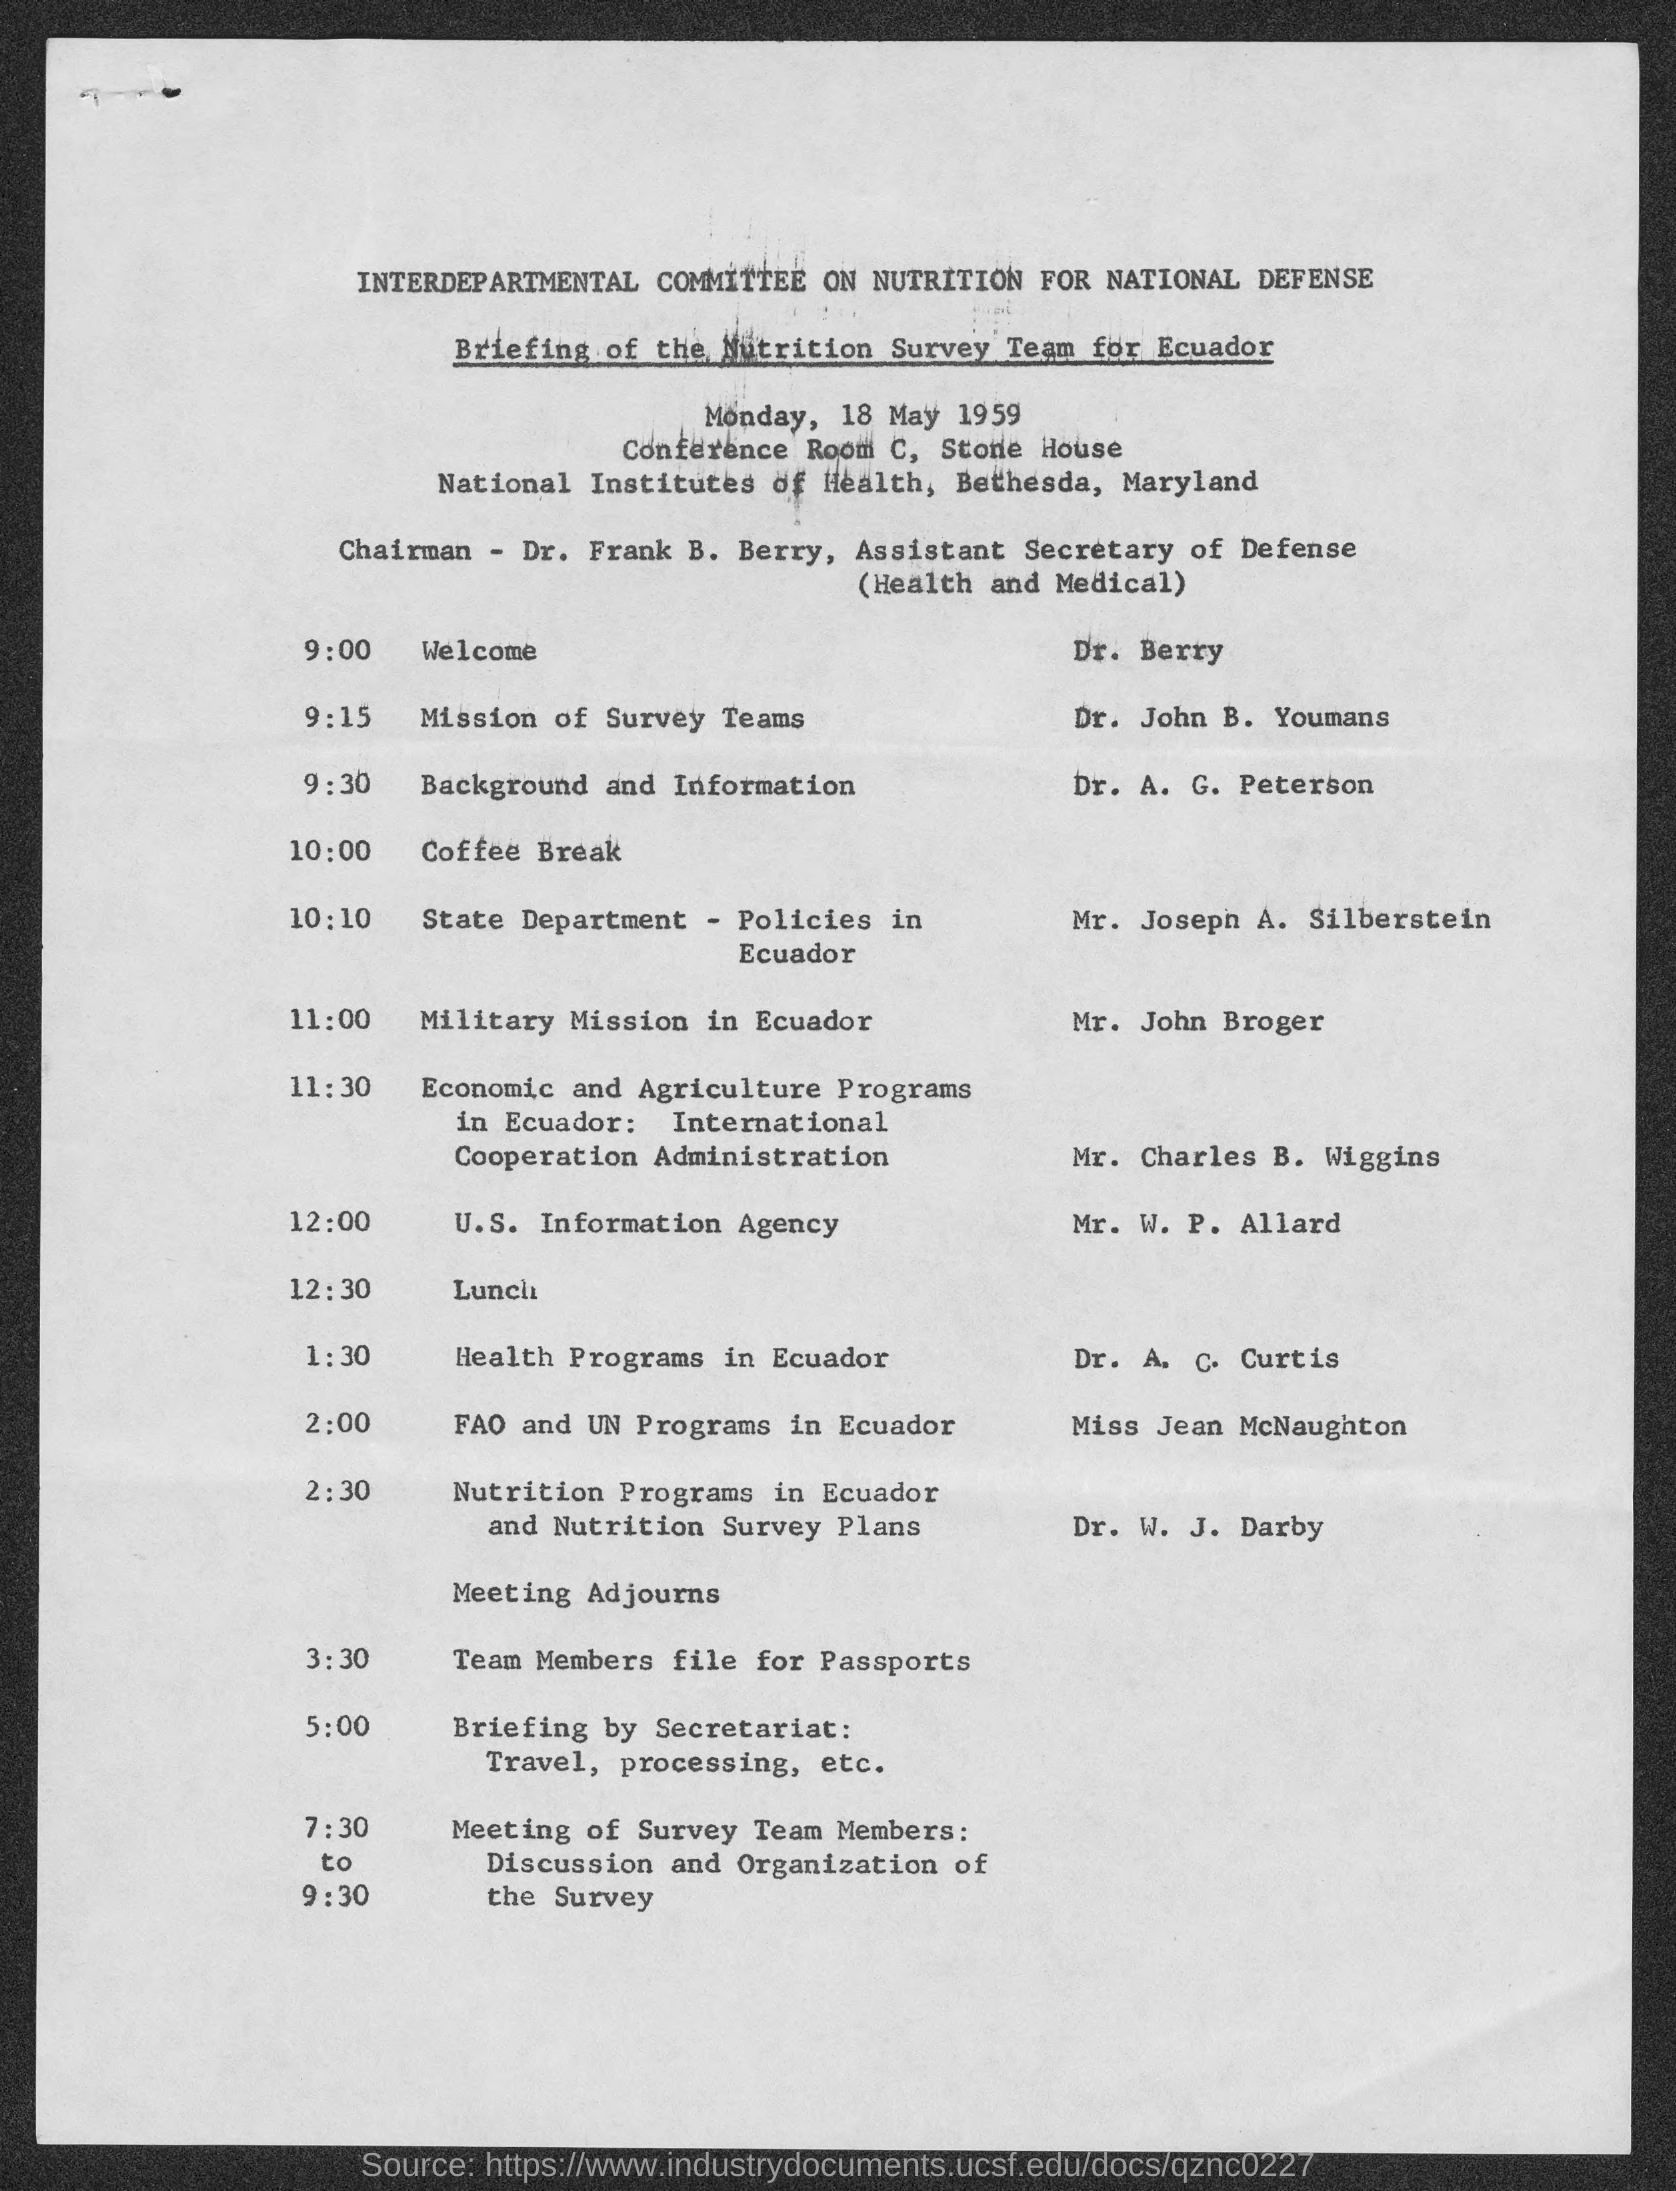 INTERDEPARTMENTAL COMMITTEE ON NUTRITION FOR NATIONAL DEFENSE
Briefing of the Nutrition Survey Team for Ecuador
Monday, 18 May 1959
Conference Room C, Stone House
National Institutes of Health, Bethesda, Maryland
Chairman - Dr. Frank B. Berry, Assistant Secretary of Defense
(Health and Medical)
9:00 Welcome Dr. Berry
9:15 Mission of Survey Teams Dr. John B. Youmans
9:30 Background and Information Dr. A. G. Peterson
10:00 Coffee Break
10:10 State Department - Policies in Mr. Joseph A. Silberstein
Ecuador
11:00 Military Mission in Ecuador Mr. John Broger
11:30 Economic and Agriculture Programs
in Ecuador: International
Cooperation Administration Mr. Charles B. Wiggins
12:00 U.S. Information Agency Mr. W. P. Allard
12:30 Lunch
1:30 Health Programs in Ecuador Dr. A. C. Curtis
2:00 FAO and UN Programs in Ecuador Miss Jean McNaughton
2:30 Nutrition Programs in Ecuador
and Nutrition Survey Plans Dr. W. J. Darby
Meeting Adjourns
3:30 Team Members file for Passports
5:00 Briefing by Secretariat:
Travel, processing, etc.
7:30 Meeting of Survey Team Members:
to Discussion and Organization of
9:30 the Survey
Source: https://www.industrydocuments.ucsf.edu/docs/qznc0227